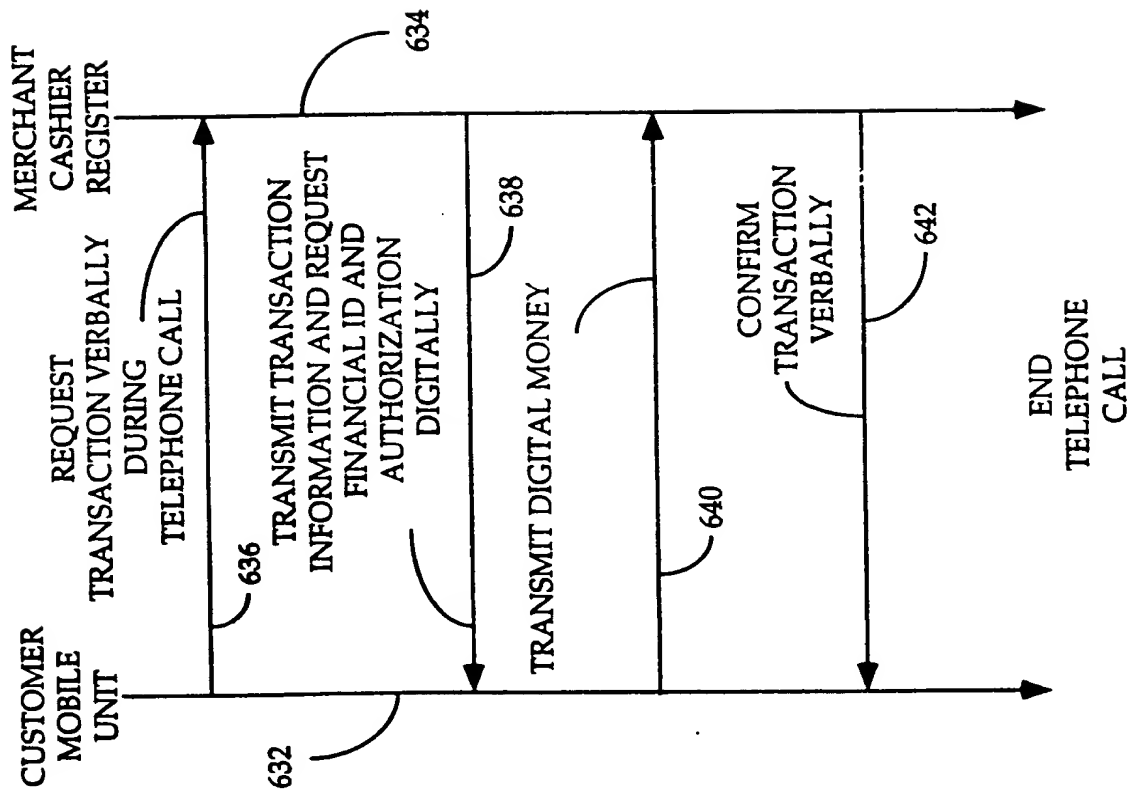 CUSTOMER
MOBILE
UNIT
MERCHANT
CASHIER
REGISTER
632
634
REQUEST
TRANSACTION VERBALLY
DURING
TELEPHONE CALL
636
TRANSMIT TRANSACTION
INFORMATION AND REQUEST
FINANCIAL ID AND
AUTHORIZATION
DIGITALLY
638
TRANSMIT DIGITAL MONEY
640
CONFIRM
TRANSACTION
VERBALLY
642
END
TELEPHONE
CALL